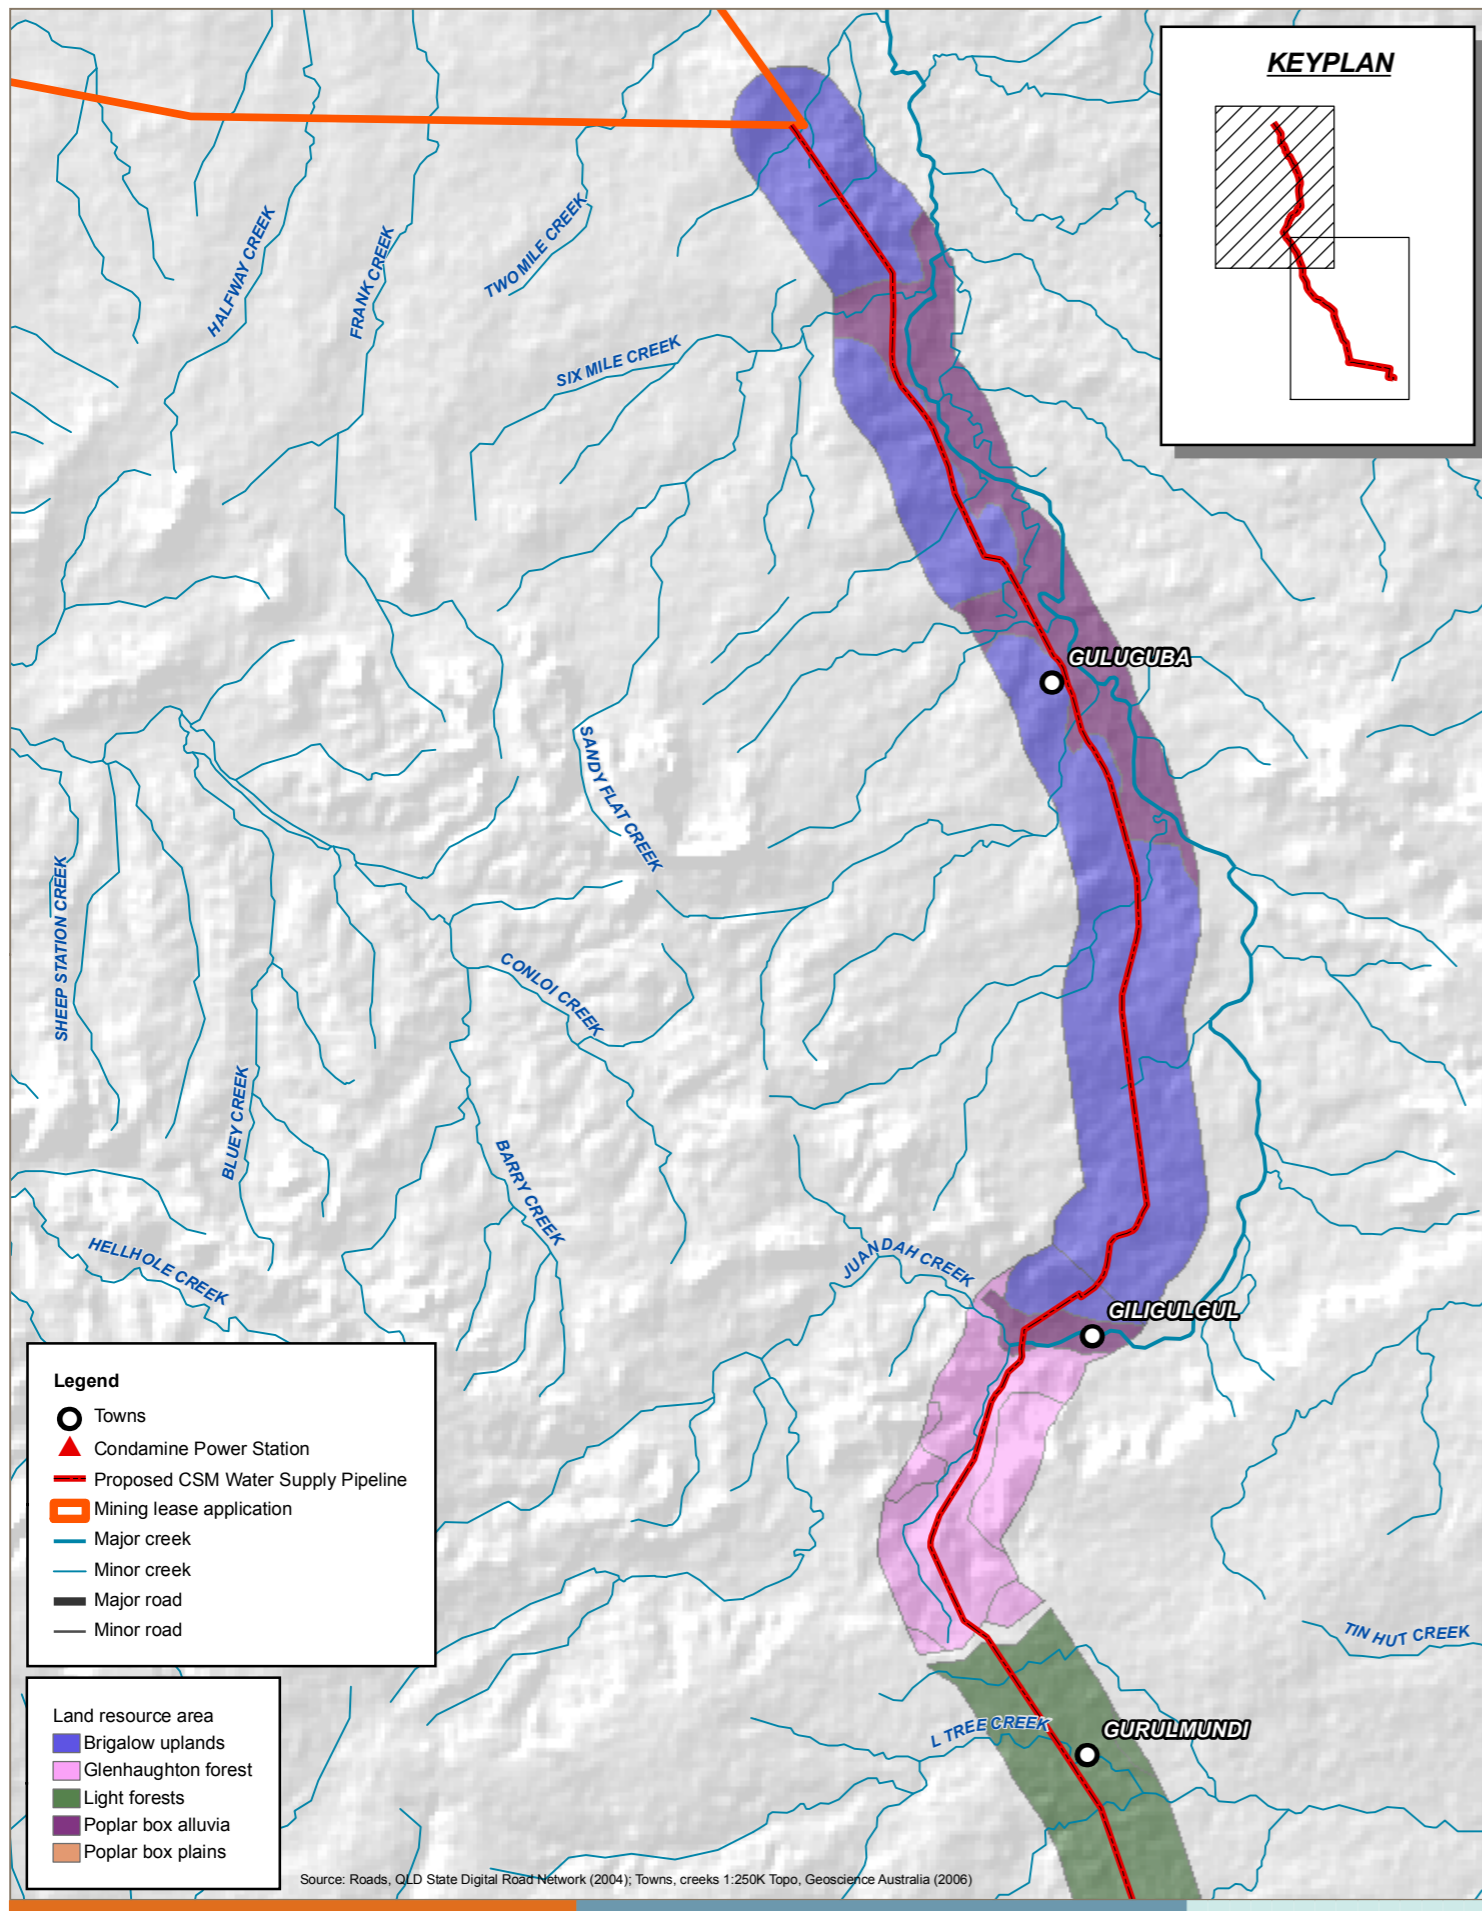 KEYPLAN
HALFWAY CREEK
FRANK CREEK
TWO MILE CREEK
SIX MILE CREEK
GULUGUBA
SANDY FLAT CREEK
SHEEP STATION CREEK
CONLOI CREEK
BLUEY CREEK
BARRY CREEK
HELLHOLE CREEK
JUANDAH CREEK
GILIGULGUL
TIN HUT CREEK
L TREE CREEK
GURULMUNDI
Legend
Towns
Condamine Power Station
Proposed CSM Water Supply Pipeline
Mining lease application
Major creek
Minor creek
Major road
Minor road
Land resource area
Brigalow uplands
Glenhaughton forest
Light forests
Poplar box alluvia
Poplar box plains
Source: Roads, QLD State Digital Road Network (2004); Towns, creeks 1:250K Topo, Geoscience Australia (2006)